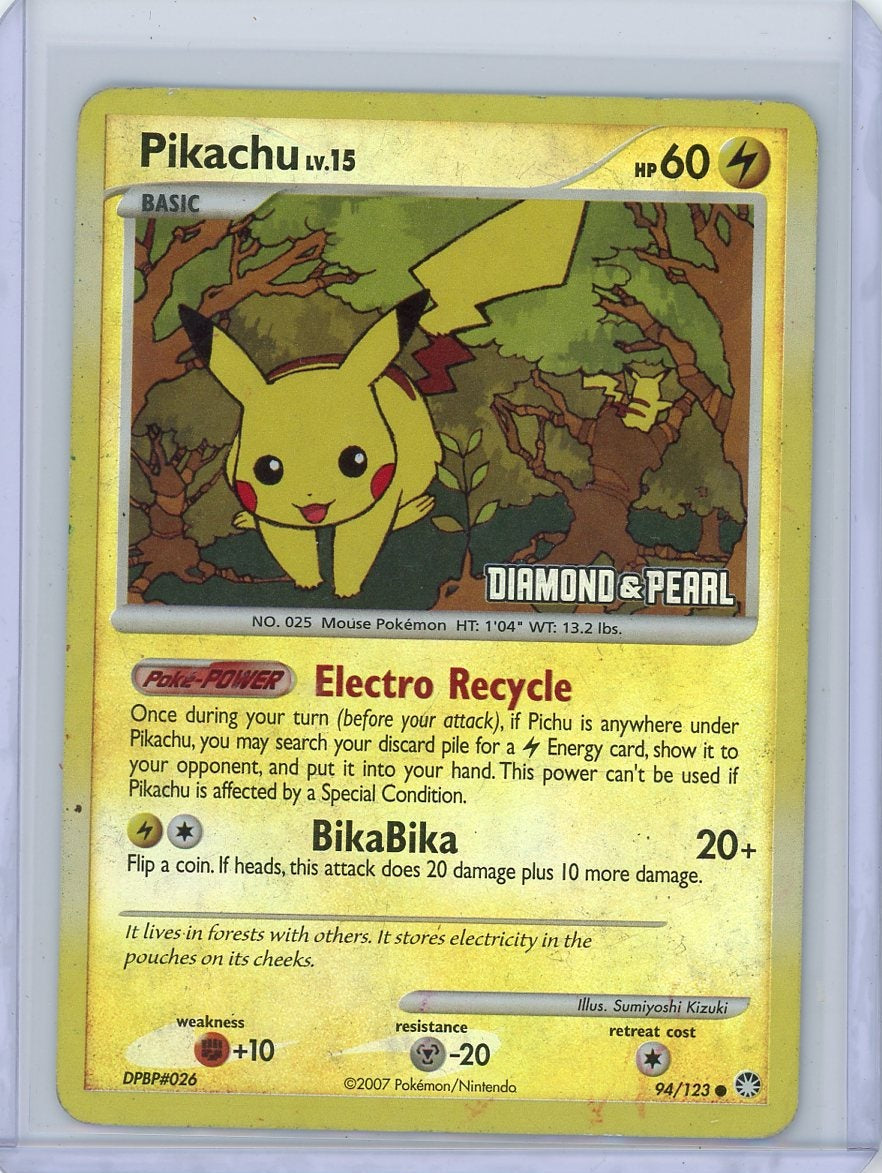 Pikachu LV.15
HP 60
BASIC
DIAMOND & PEARL
NO. 025 Mouse Pokémon HT: 1'04" WT: 13.2 lbs.
Poké-POWER Electro Recycle
Once during your turn (before your attack), if Pichu is anywhere under
Pikachu, you may search your discard pile for a Energy card, show it to
your opponent, and put it into your hand. This power can't be used if
Pikachu is affected by a Special Condition.
BikaBika 20+
Flip a coin. If heads, this attack does 20 damage plus 10 more damage.
It lives in forests with others. It stores electricity in the
pouches on its cheeks.
Illus. Sumiyoshi Kizuki
weakness resistance retreat cost
+10 -20
DPBP#026 ©2007 Pokémon/Nintendo 94/123